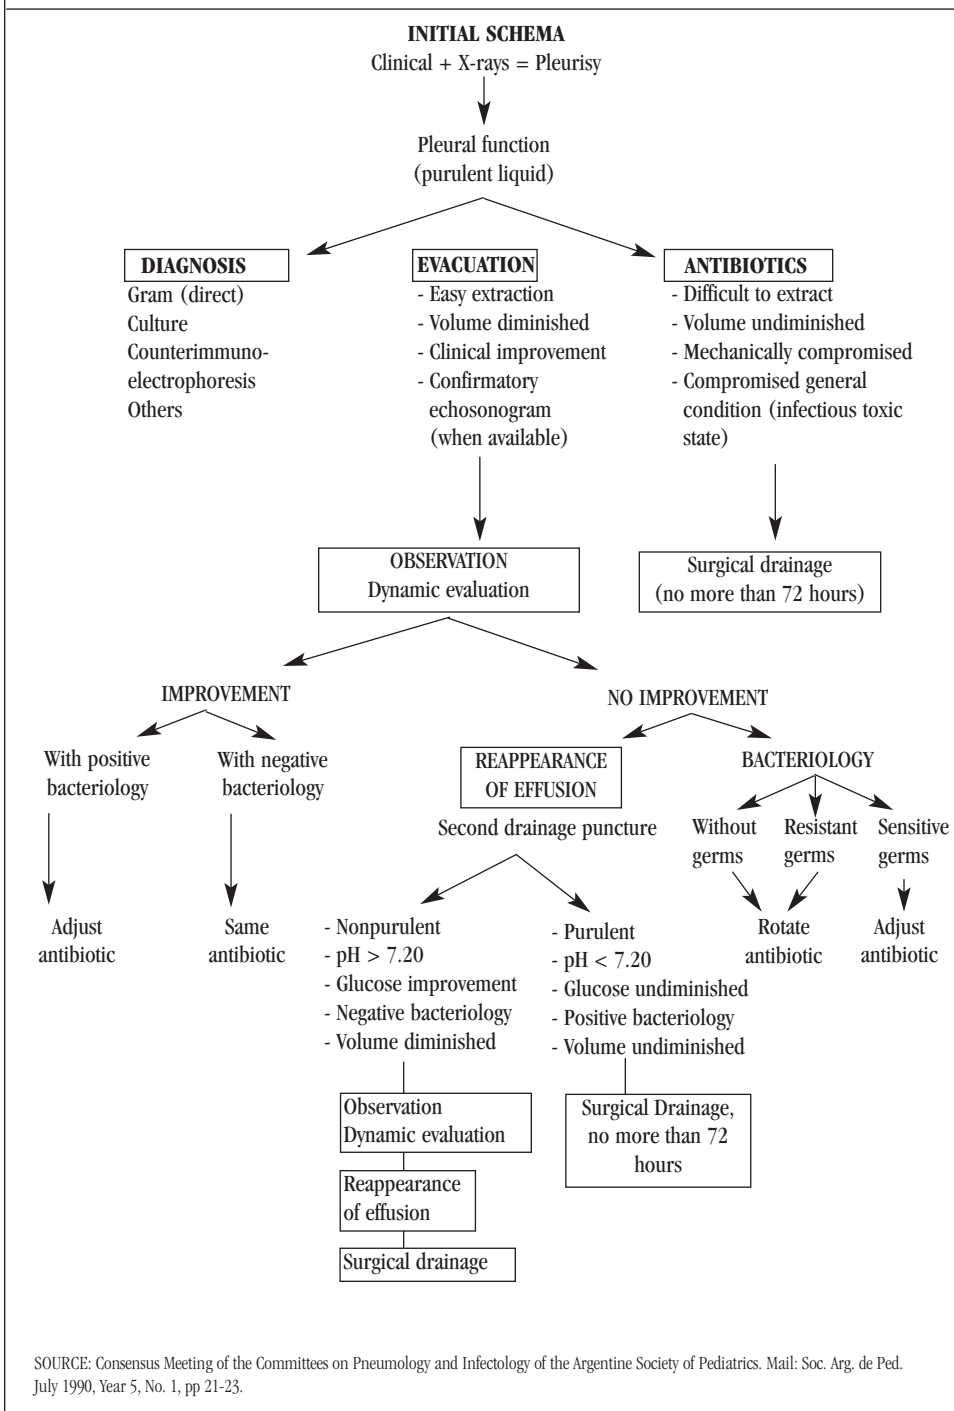 INITIAL SCHEMA
Clinical + X-rays = Pleurisy
Pleural function
(purulent liquid)
DIAGNOSIS
Gram (direct)
Culture
Counterimmuno-
electrophoresis
Others
EVACUATION
- Easy extraction
- Volume diminished
- Clinical improvement
- Confirmatory
echosonogram
(when available)
ANTIBIOTICS
- Difficult to extract
- Volume undiminished
- Mechanically compromised
- Compromised general
condition (infectious toxic
state)
OBSERVATION
Dynamic evaluation
Surgical drainage
(no more than 72 hours)
IMPROVEMENT
With positive
bacteriology
Adjust
antibiotic
With negative
bacteriology
Same
antibiotic
NO IMPROVEMENT
REAPPEARANCE
OF EFFUSION
Second drainage puncture
- Nonpurulent
- pH > 7.20
- Glucose improvement
- Negative bacteriology
- Volume diminished
Observation
Dynamic evaluation
Reappearance
of effusion
Surgical drainage
- Purulent
- pH < 7.20
- Glucose undiminished
- Positive bacteriology
- Volume undiminished
Surgical Drainage,
no more than 72
hours
BACTERIOLOGY
Without
germs
Resistant
germs
Sensitive
germs
Rotate
antibiotic
Adjust
antibiotic
SOURCE: Consensus Meeting of the Committees on Pneumology and Infectology of the Argentine Society of Pediatrics. Mail: Soc. Arg. de Ped.
July 1990, Year 5, No. 1, pp 21-23.